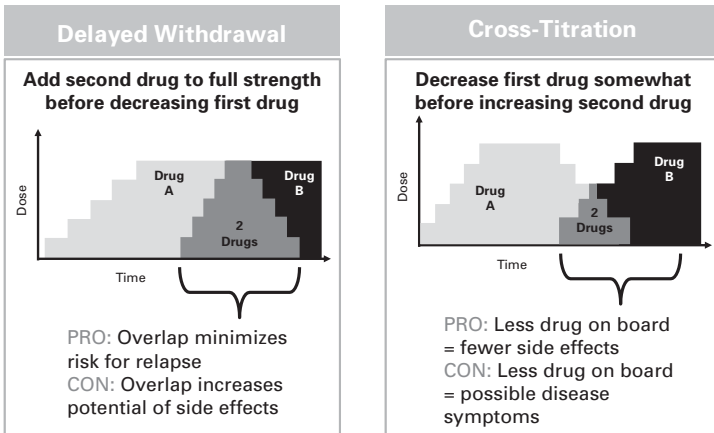 Delayed Withdrawal
Add second drug to full strength
before decreasing first drug
Dose
Drug
A
Drug
B
2
Drugs
Time
PRO: Overlap minimizes
risk for relapse
CON: Overlap increases
potential of side effects
Cross-Titration
Decrease first drug somewhat
before increasing second drug
Dose
Drug
A
Drug
B
2
Drugs
Time
PRO: Less drug on board
= fewer side effects
CON: Less drug on board
= possible disease
symptoms